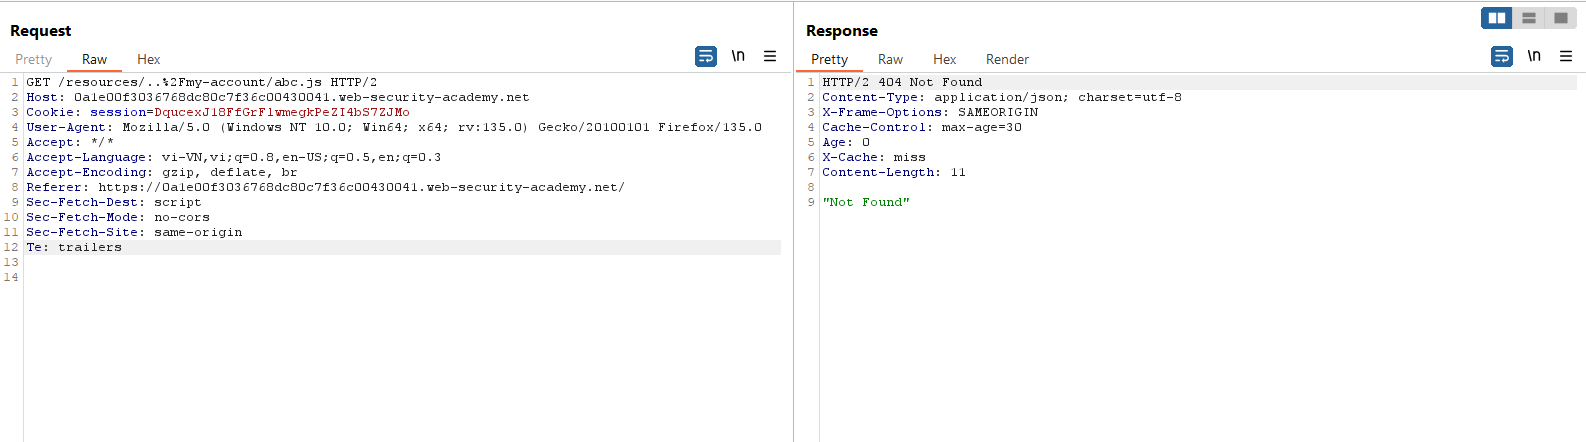 Request
Pretty Raw Hex
\n
1 GET /resources/..%2Fmy-account/abc.js HTTP/2
2 Host: 0a1e00f3036768dc80c7f36c00430041.web-security-academy.net
3 Cookie: session=DqucexJ18FfGrFlwmegkPeZI4bS7ZJMo
4 User-Agent: Mozilla/5.0 (Windows NT 10.0; Win64; x64; rv:135.0) Gecko/20100101 Firefox/135.0
5 Accept: */*
6 Accept-Language: vi-VN,vi;q=0.8,en-US;q=0.5,en;q=0.3
7 Accept-Encoding: gzip, deflate, br
8 Referer: https://0a1e00f3036768dc80c7f36c00430041.web-security-academy.net/
9 Sec-Fetch-Dest: script
10 Sec-Fetch-Mode: no-cors
11 Sec-Fetch-Site: same-origin
12 Te: trailers
13
14
Response
Pretty Raw Hex Render
\n
1 HTTP/2 404 Not Found
2 Content-Type: application/json; charset=utf-8
3 X-Frame-Options: SAMEORIGIN
4 Cache-Control: max-age=30
5 Age: 0
6 X-Cache: miss
7 Content-Length: 11
8
9 "Not Found"